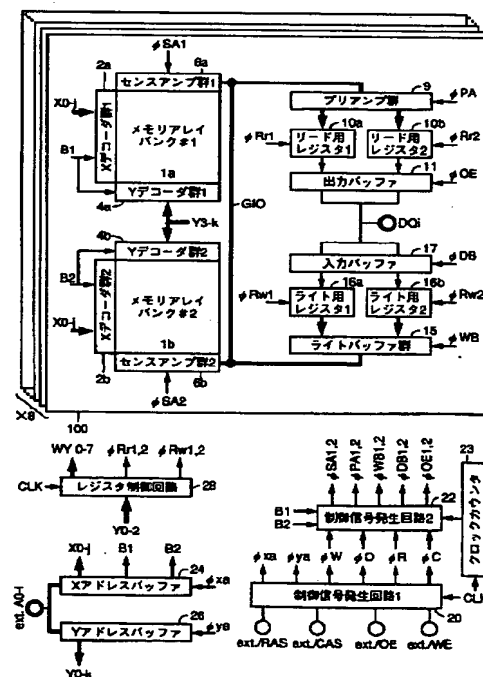 φSA1
6a
センスアンプ群1
2a
X0-j
Xデコーダ群1
メモリアレイ
バンク#1
1a
B1
Yデコーダ群1
4a
Y3-k
GIO
4b
Yデコーダ群2
B2
Xデコーダ群2
メモリアレイ
バンク#2
1b
X0-j
センスアンプ群2
2b
6b
φSA2
9
プリアンプ群
φPA
10a
10b
φRr1
リード用
レジスタ1
リード用
レジスタ2
φRr2
11
出力バッファ
φOE
DQi
17
入力バッファ
φDB
16a
16b
φRw1
ライト用
レジスタ1
ライト用
レジスタ2
φRw2
15
ライトバッファ群
φWB
X8
100
WY 0-7
φRr1,2
φRw1,2
CLK
レジスタ制御回路
28
Y0-2
X0-j
B1
B2
24
Xアドレスバッファ
φxa
ext. A0-i
26
Yアドレスバッファ
φya
Y0-k
φSA1,2
φPA1,2
φWB1,2
φDB1,2
φOE1,2
23
クロックカウンタ
22
B1
B2
制御信号発生回路2
φxa
φya
φW
φO
φR
φC
CLK
制御信号発生回路1
20
ext./RAS
ext./CAS
ext./OE
ext./WE